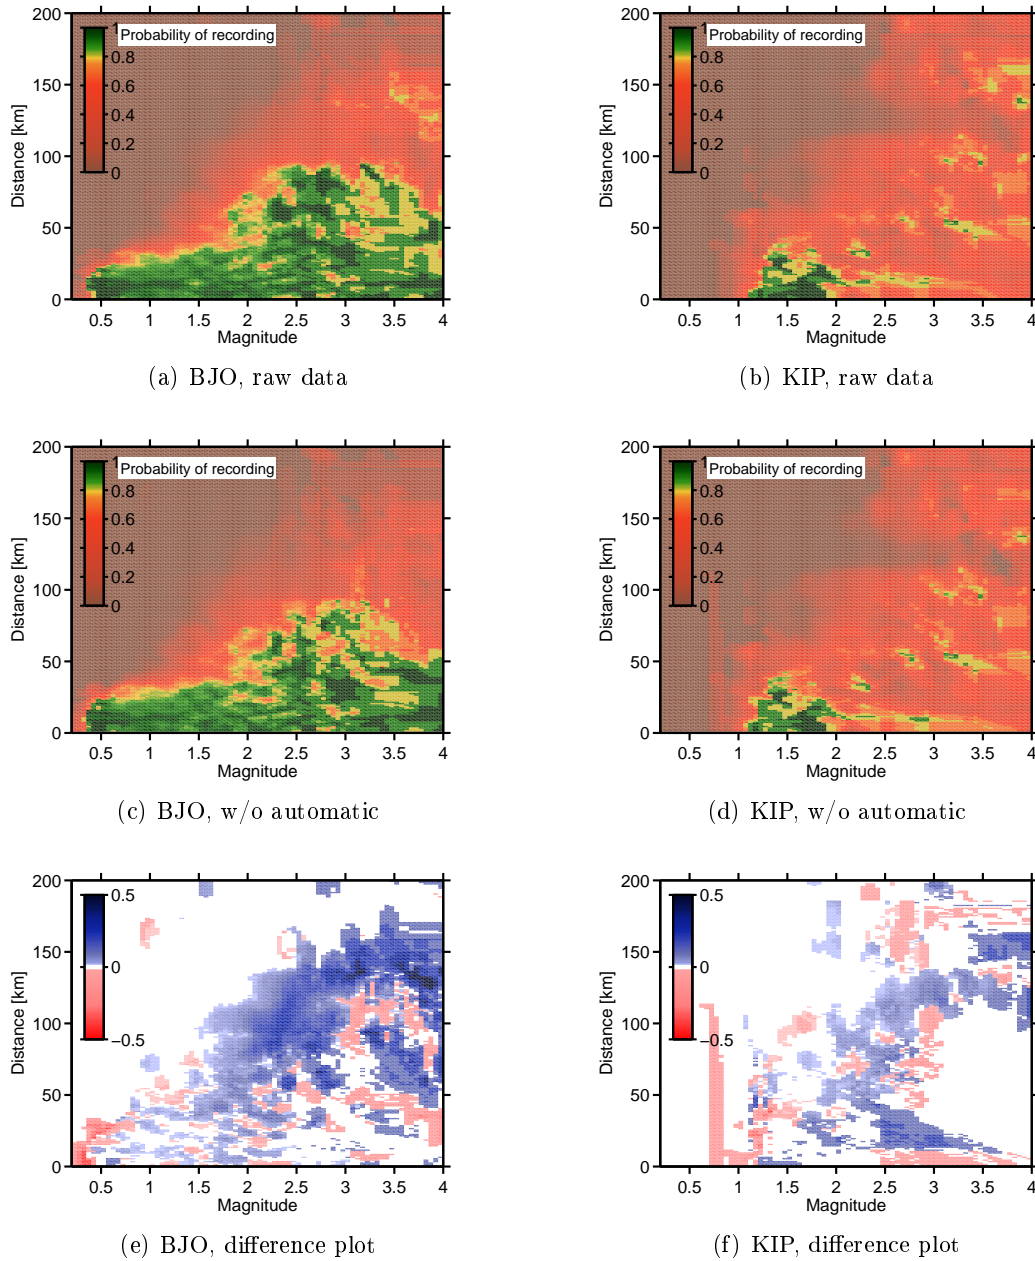 200
150
100
50
0
Distance [km]
1
0.8
0.6
0.4
0.2
0
Probability of recording
0.5 1 1.5 2 2.5 3 3.5 4
Magnitude
(a) BJO, raw data
200
150
100
50
0
Distance [km]
1
0.8
0.6
0.4
0.2
0
Probability of recording
0.5 1 1.5 2 2.5 3 3.5 4
Magnitude
(b) KIP, raw data
200
150
100
50
0
Distance [km]
1
0.8
0.6
0.4
0.2
0
Probability of recording
0.5 1 1.5 2 2.5 3 3.5 4
Magnitude
(c) BJO, w/o automatic
200
150
100
50
0
Distance [km]
1
0.8
0.6
0.4
0.2
0
Probability of recording
0.5 1 1.5 2 2.5 3 3.5 4
Magnitude
(d) KIP, w/o automatic
200
150
100
50
0
Distance [km]
0.5
0
−0.5
0.5 1 1.5 2 2.5 3 3.5 4
Magnitude
(e) BJO, difference plot
200
150
100
50
0
Distance [km]
0.5
0
−0.5
0.5 1 1.5 2 2.5 3 3.5 4
Magnitude
(f) KIP, difference plot